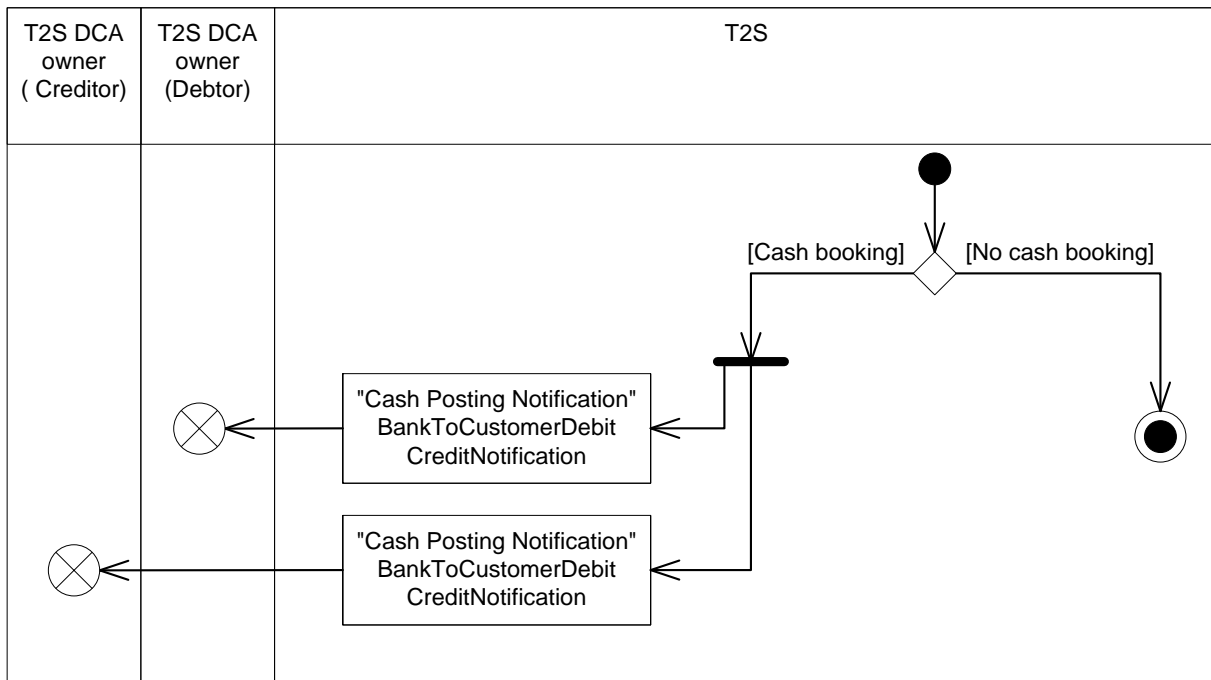 T2S DCA
owner
( Creditor)
T2S DCA
owner
(Debtor)
T2S
[Cash booking]
[No cash booking]
"Cash Posting Notification"
BankToCustomerDebit
CreditNotification
"Cash Posting Notification"
BankToCustomerDebit
CreditNotification